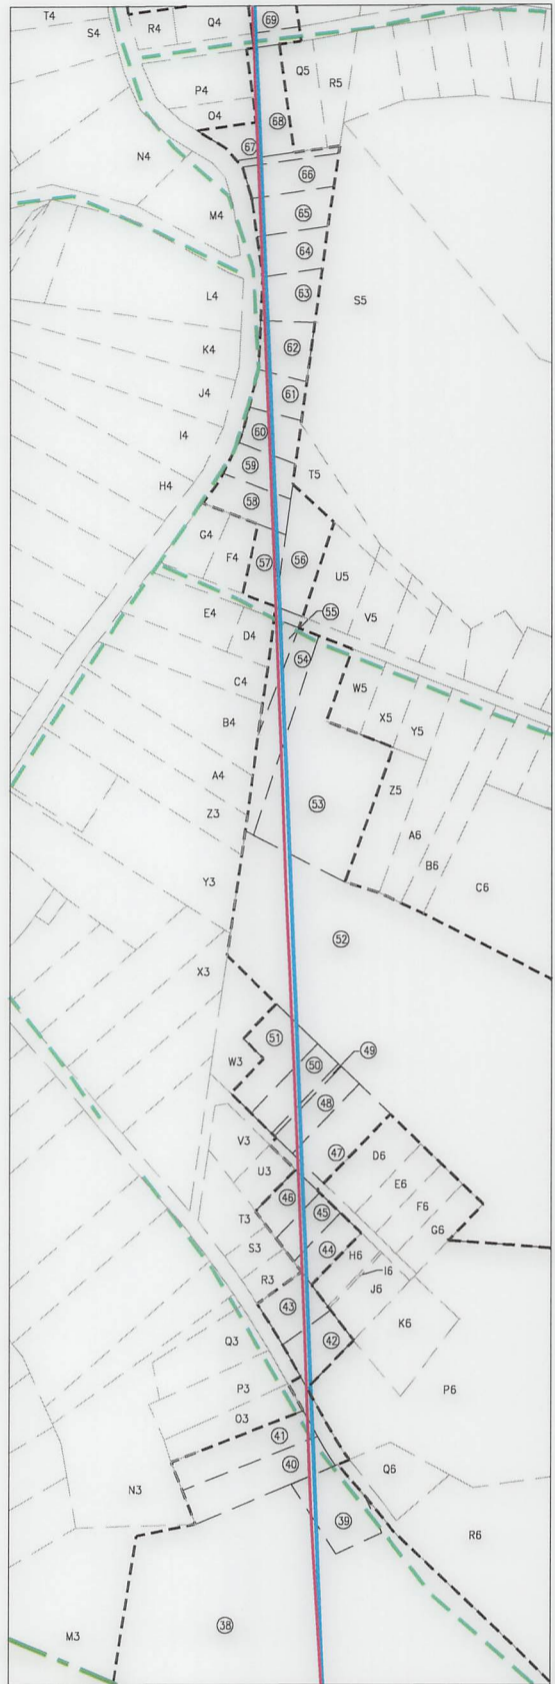 T4 S4 R4 Q4 69
P4 Q5 R5
O4 68
N4 67
66
M4 65
64
L4 63 S5
K4 62
J4 61
I4 60
59 T5
H4 58
G4 F4 57 56 U5
E4 55 V5
D4 54
C4 W5
B4 X5 Y5
A4 Z5
Z3 53
A6
B6
Y3 C6
52
X3
51
W3 50 49
48
V3 47 D6
U3 46 E6
T3 45 F6
S3 44 H6 G6
R3 I6
43 J6
Q3 42 K6
P3 P6
O3
41
40 Q6
N3
39 R6
38
M3